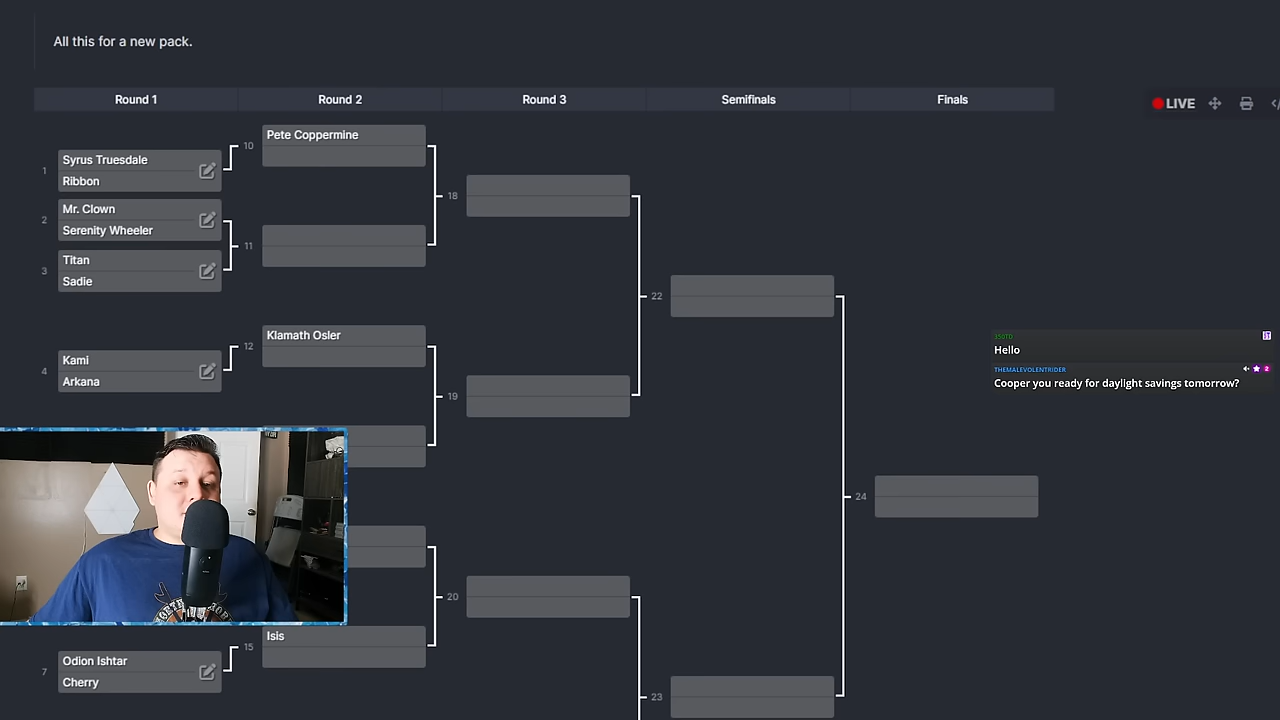 All this for a new pack.
Round 1
Round 2
Round 3
Semifinals
Finals
LIVE
10
Pete Coppermine
1
Syrus Truesdale
Ribbon
18
2
Mr. Clown
Serenity Wheeler
11
3
Titan
Sadie
22
12
Klamath Osler
4
Kami
Arkana
19
Hello
THEMALEVOLENTRIDER
2
Cooper you ready for daylight savings tomorrow?
24
20
15
Isis
7
Odion Ishtar
Cherry
23